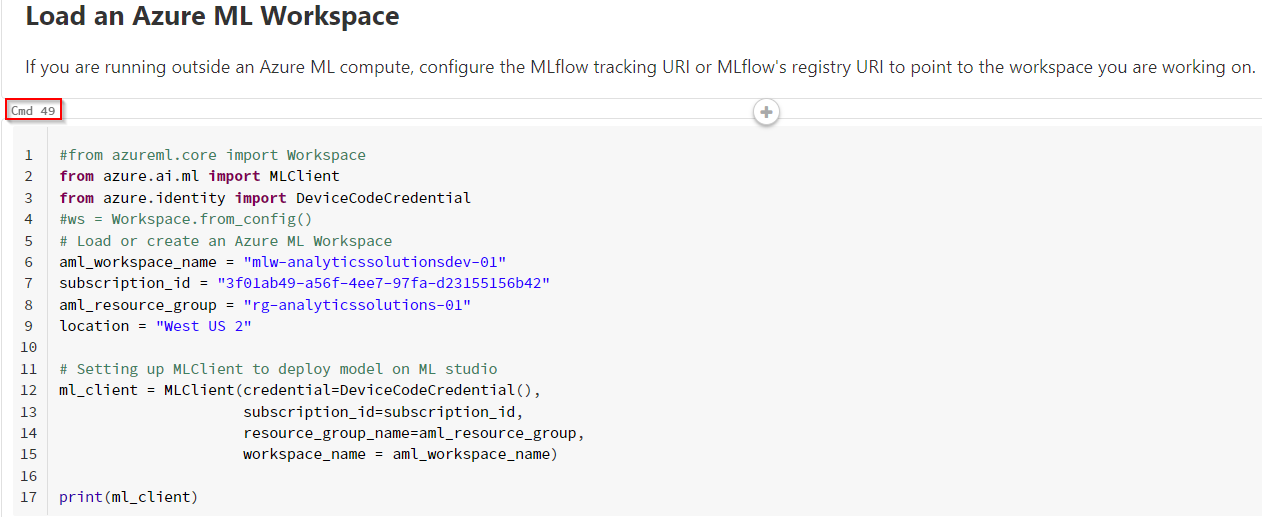 Load an Azure ML Workspace
If you are running outside an Azure ML compute, configure the MLflow tracking URI or MLflow's registry URI to point to the workspace you are working on.
Cmd 49
1 #from azureml.core import Workspace
2 from azure.ai.ml import MLClient
3 from azure.identity import DeviceCodeCredential
4 #ws = Workspace.from_config()
5 # Load or create an Azure ML Workspace
6 aml_workspace_name = "mlw-analyticssolutionsdev-01"
7 subscription_id = "3f01ab49-a56f-4ee7-97fa-d23155156b42"
8 aml_resource_group = "rg-analyticssolutions-01"
9 location = "West US 2"
10
11 # Setting up MLClient to deploy model on ML studio
12 ml_client = MLClient(credential=DeviceCodeCredential(),
13 subscription_id=subscription_id,
14 resource_group_name=aml_resource_group,
15 workspace_name = aml_workspace_name)
16
17 print(ml_client)